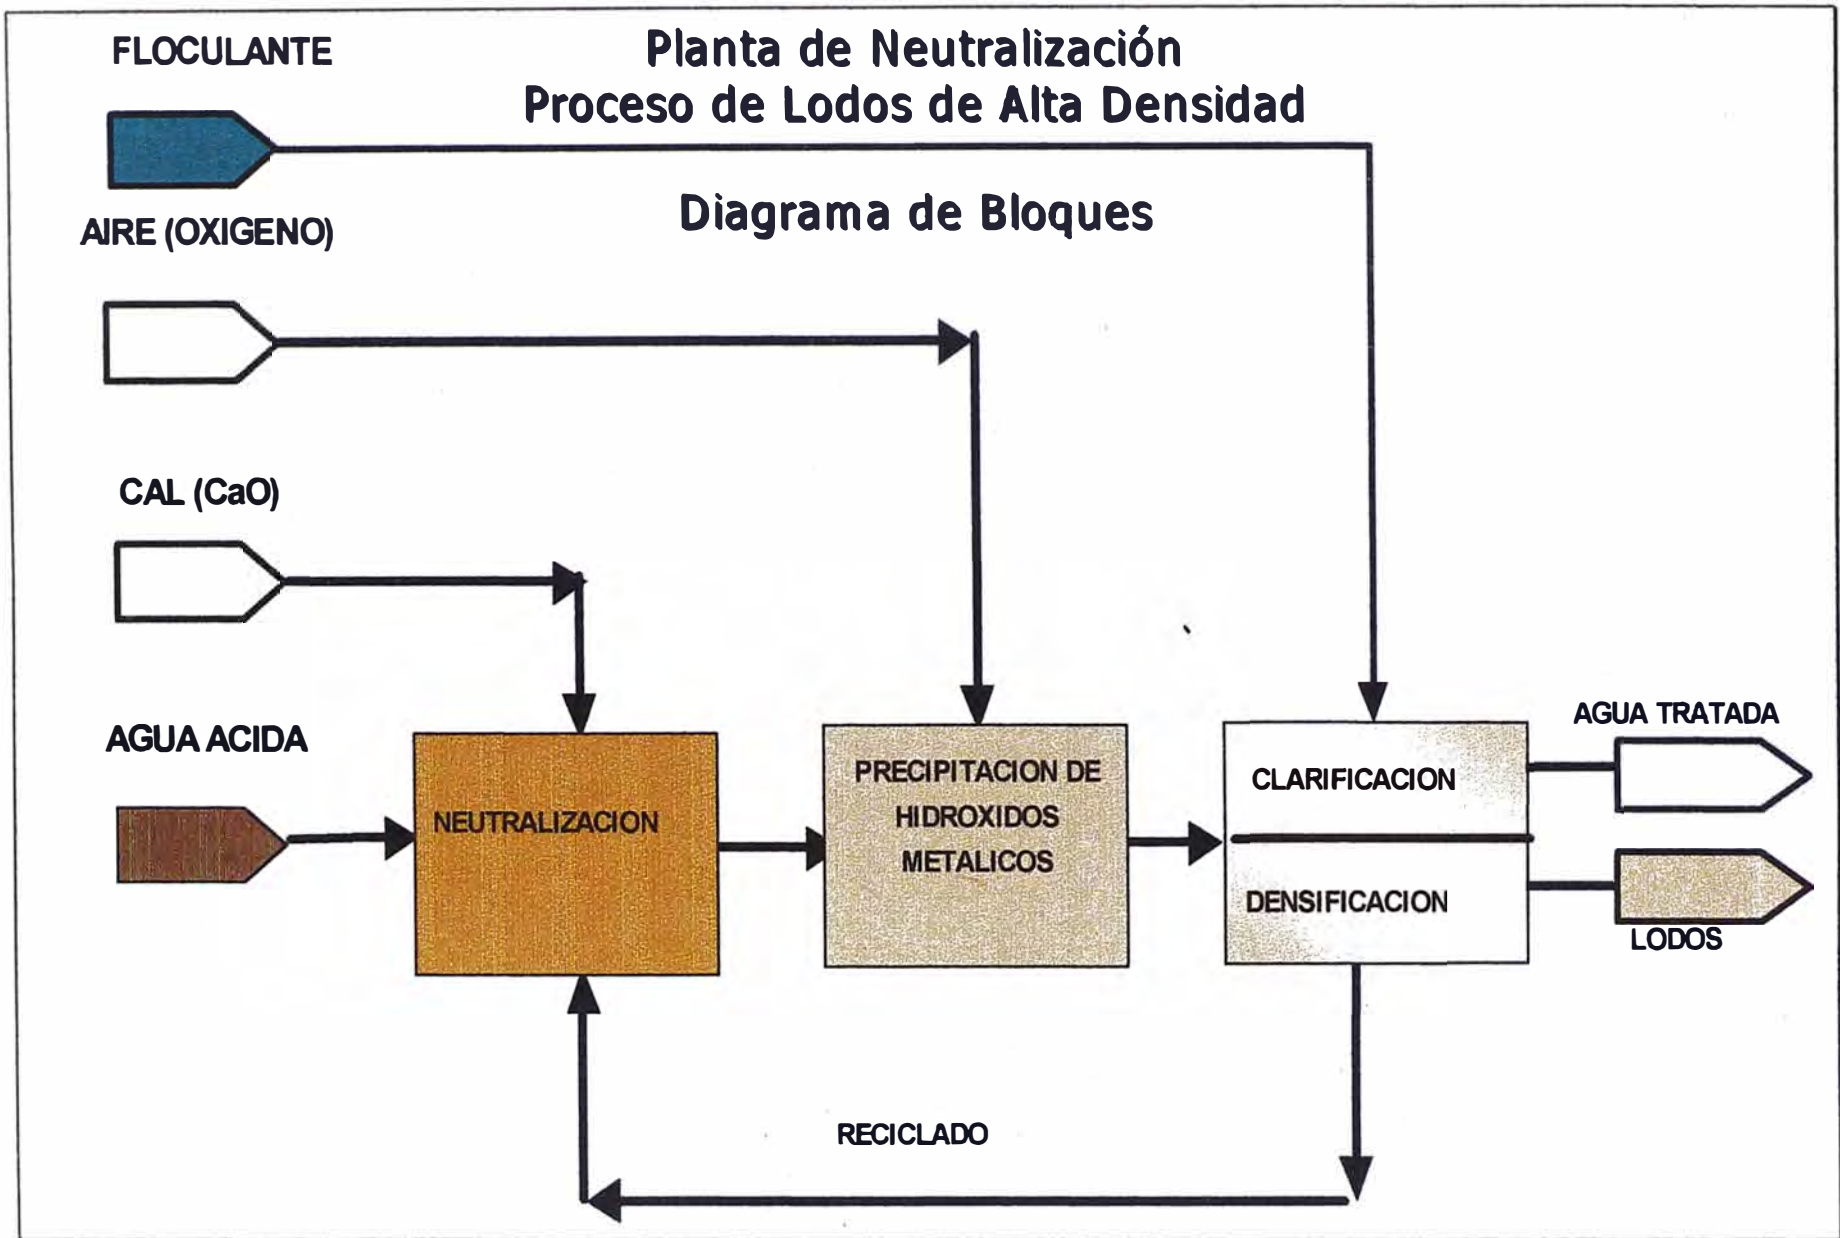 FLOCULANTE
Planta de Neutralización
Proceso de Lodos de Alta Densidad
Diagrama de Bloques
AIRE (OXIGENO)
CAL (CaO)
AGUA ACIDA
NEUTRALIZACION
PRECIPITACION DE
HIDROXIDOS
METALICOS
CLARIFICACION
DENSIFICACION
AGUA TRATADA
LODOS
RECICLADO